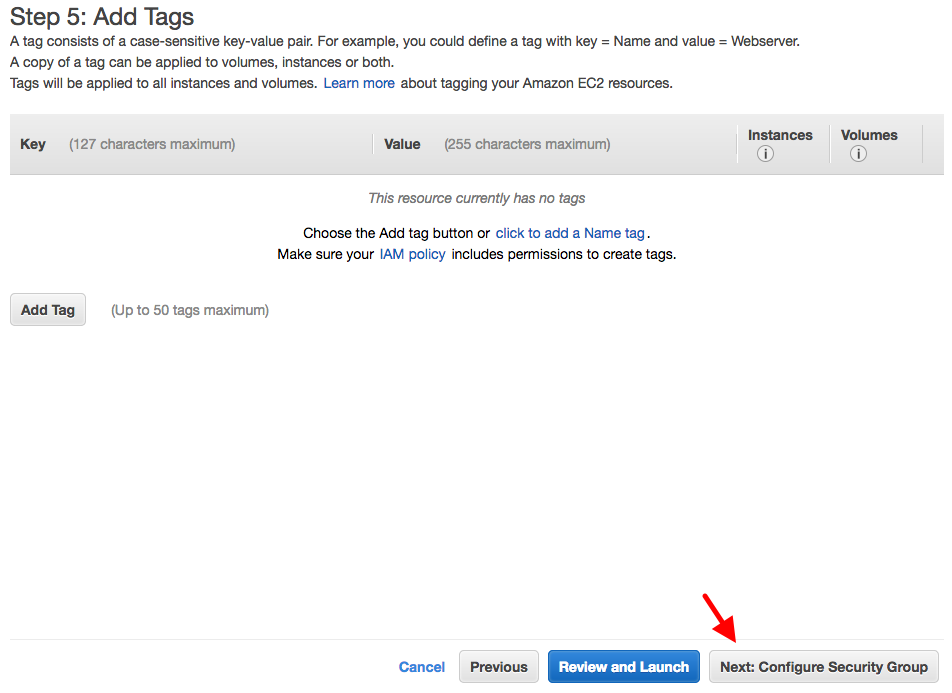 Step 5: Add Tags
A tag consists of a case-sensitive key-value pair. For example, you could define a tag with key = Name and value = Webserver.
A copy of a tag can be applied to volumes, instances or both.
Tags will be applied to all instances and volumes. Learn more about tagging your Amazon EC2 resources.
Key (127 characters maximum) Value (255 characters maximum) Instances i Volumes i
This resource currently has no tags
Choose the Add tag button or click to add a Name tag.
Make sure your IAM policy includes permissions to create tags.
Add Tag (Up to 50 tags maximum)
Cancel Previous Review and Launch Next: Configure Security Group